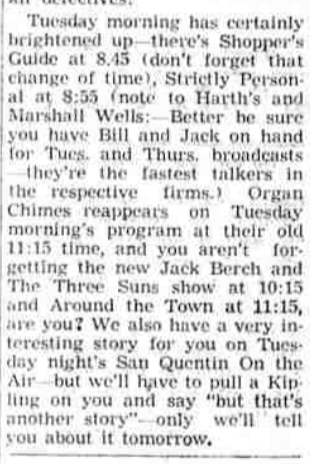 Tuesday morning has certainly
brightened up—there's Shopper's
Guide at 8.45 (don't forget that
change of time), Strictly Person-
al at 8:55 (note to Harth's and
Marshall Wells:—Better be sure
you have Bill and Jack on hand
for Tues. and Thurs. broadcasts
—they're the fastest talkers in
the respective firms.) Organ
Chimes reappears on Tuesday
morning's program at their old
11:15 time, and you aren't for-
getting the new Jack Berch and
The Three Suns show at 10:15
and Around the Town at 11:15,
are you? We also have a very in-
teresting story for you on Tues-
day night's San Quentin On the
Air—but we'll have to pull a Kip-
ling on you and say "but that's
another story"—only we'll tell
you about it tomorrow.